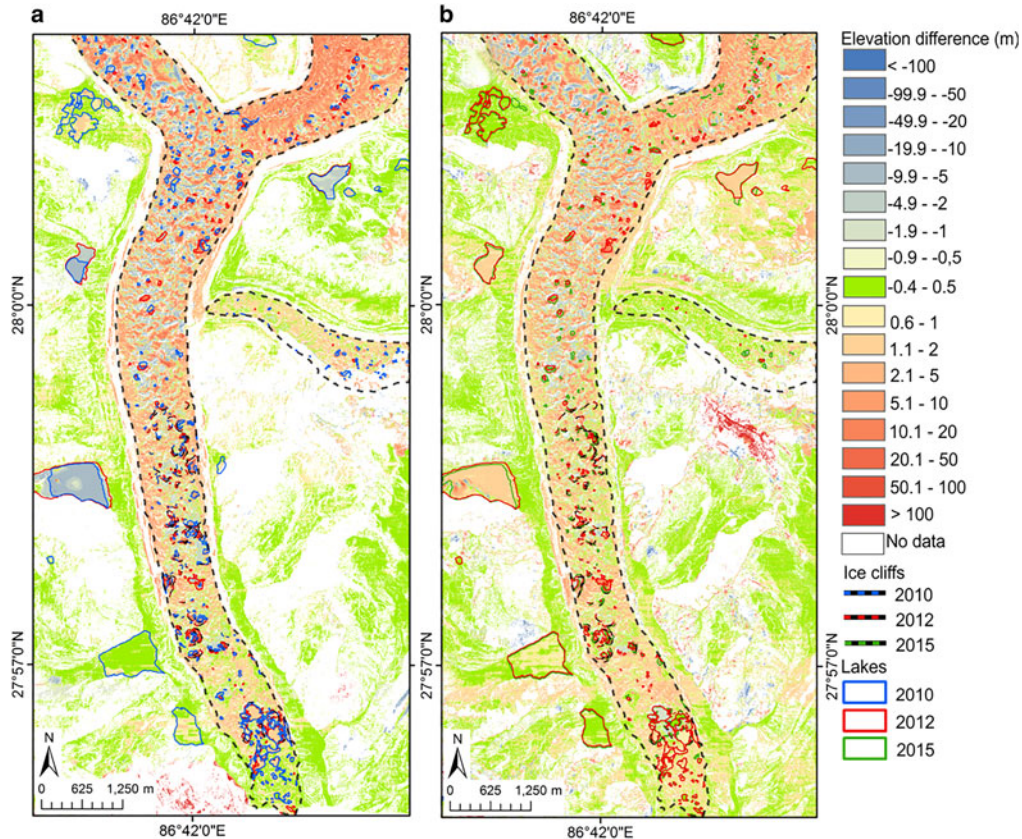 a
86°42'0"E
b
86°42'0"E
28°0'0"N
28°0'0"N
27°57'0"N
27°57'0"N
N
0 625 1,250 m
N
0 625 1,250 m
86°42'0"E
86°42'0"E
Elevation difference (m)
< -100
-99.9 - -50
-49.9 - -20
-19.9 - -10
-9.9 - -5
-4.9 - -2
-1.9 - -1
-0.9 - -0,5
-0.4 - 0.5
0.6 - 1
1.1 - 2
2.1 - 5
5.1 - 10
10.1 - 20
20.1 - 50
50.1 - 100
> 100
No data
Ice cliffs
2010
2012
2015
Lakes
2010
2012
2015